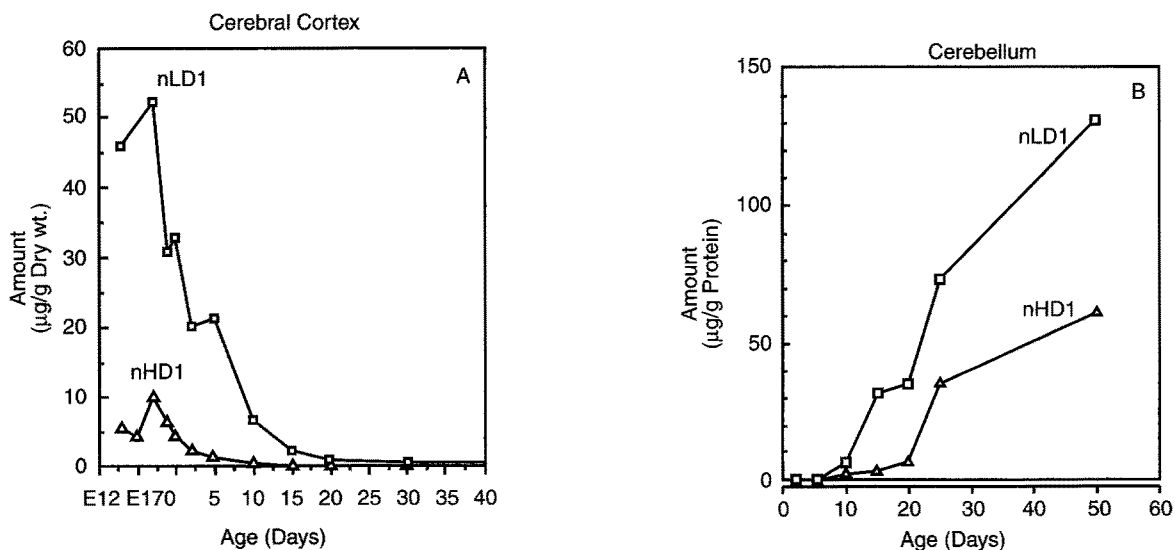 Cerebral Cortex
A
60
50
40
30
20
10
0
nLD1
nHD1
Amount
(μg/g Dry wt.)
E12 E170 5 10 15 20 25 30 35 40
Age (Days)
Cerebellum
B
150
100
50
0
nLD1
nHD1
Amount
(μg/g Protein)
0 10 20 30 40 50 60
Age (Days)